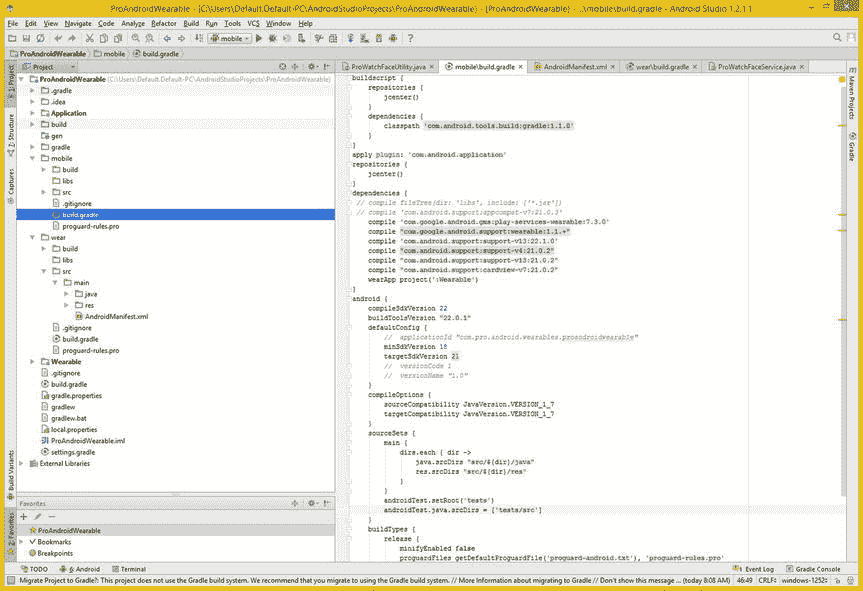 ProAndroidWearable - [C:\Users\Default.Default-PC\AndroidStudioProjects\ProAndroidWearable] - [ProAndroidWearable] - ..\mobile\build.gradle - Android Studio 1.2.1.1
File Edit View Navigate Code Analyze Refactor Build Run Tools VCS Window Help
mobile
ProAndroidWearable mobile build.gradle
Project
ProWatchFaceUtility.java mobile\build.gradle AndroidManifest.xml wear\build.gradle ProWatchFaceService.java
1: Project
Z: Structure
Captures
Build Variants
2: Favorites
Maven Projects
Gradle
ProAndroidWearable (C:\Users\Default.Default-PC\AndroidStudioProjects\ProAndroidWearable)
.gradle
.idea
Application
build
gen
gradle
mobile
build
libs
src
.gitignore
build.gradle
proguard-rules.pro
wear
build
libs
src
main
java
res
AndroidManifest.xml
.gitignore
build.gradle
proguard-rules.pro
Wearable
.gitignore
build.gradle
gradle.properties
gradlew
gradlew.bat
local.properties
ProAndroidWearable.iml
settings.gradle
External Libraries
Favorites
ProAndroidWearable
Bookmarks
Breakpoints
buildscript {
repositories {
jcenter()
}
dependencies {
classpath 'com.android.tools.build:gradle:1.1.0'
}
}
apply plugin: 'com.android.application'
repositories {
jcenter()
}
dependencies {
// compile fileTree(dir: 'libs', include: ['*.jar'])
// compile 'com.android.support:appcompat-v7:21.0.3'
compile 'com.google.android.gms:play-services-wearable:7.3.0'
compile "com.google.android.support:wearable:1.1.+"
compile 'com.android.support:support-v13:22.1.0'
compile "com.android.support:support-v4:21.0.2"
compile "com.android.support:support-v13:21.0.2"
compile "com.android.support:cardview-v7:21.0.2"
wearApp project(':Wearable')
}
android {
compileSdkVersion 22
buildToolsVersion "22.0.1"
defaultConfig {
// applicationId "com.pro.android.wearables.proandroidwearable"
minSdkVersion 18
targetSdkVersion 21
// versionCode 1
// versionName "1.0"
}
compileOptions {
sourceCompatibility JavaVersion.VERSION_1_7
targetCompatibility JavaVersion.VERSION_1_7
}
sourceSets {
main {
dirs.each { dir ->
java.srcDirs "src/${dir}/java"
res.srcDirs "src/${dir}/res"
}
}
androidTest.setRoot('tests')
androidTest.java.srcDirs = ['tests/src']
}
buildTypes {
release {
minifyEnabled false
proguardFiles getDefaultProguardFile('proguard-android.txt'), 'proguard-rules.pro'
TODO 6: Android Terminal Event Log Gradle Console
Migrate Project to Gradle?: This project does not use the Gradle build system. We recommend that you migrate to using the Gradle build system. // More Information about migrating to Gradle // Don't show this message ... (today 8:08 AM) 46:49 CRLF: windows-1252: